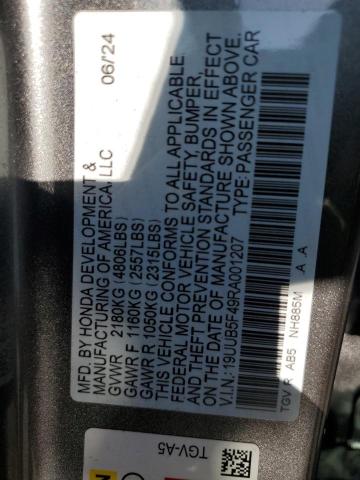 MFD. BY HONDA DEVELOPMENT &
MANUFACTURING OF AMERICA, LLC 06/24
GVWR 2180KG (4806LBS)
GAWR F 1160KG (2557LBS)
GAWR R 1050KG (2315LBS)
THIS VEHICLE CONFORMS TO ALL APPLICABLE
FEDERAL MOTOR VEHICLE SAFETY, BUMPER,
AND THEFT PREVENTION STANDARDS IN EFFECT
ON THE DATE OF MANUFACTURE SHOWN ABOVE.
V.I.N.: 19UUB5F49RA001207 TYPE: PASSENGER CAR
TGV R AB5 NH885M A A
TGV-A5